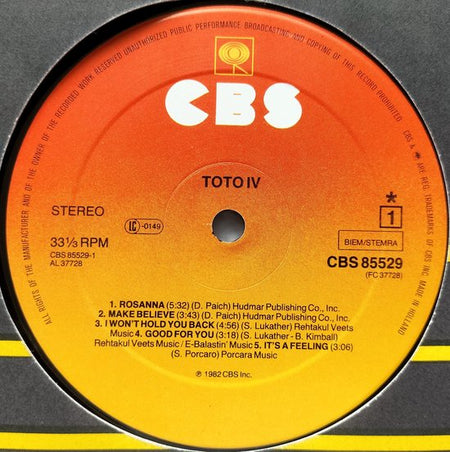 ALL RIGHTS OF THE MANUFACTURER AND OF THE OWNER OF THE RECORDED WORK RESERVED UNAUTHORIZED PUBLIC PERFORMANCE BROADCASTING AND COPYING OF THIS RECORD PROHIBITED.
CBS & ARE REG. TRADEMARKS OF CBS INC. MADE IN HOLLAND
CBS
TOTO IV
STEREO
LC -0149
*
1
33⅓ RPM
CBS 85529-1
AL 37728
BIEM/STEMRA
CBS 85529
(FC 37728)
1. ROSANNA (5:32) (D. Paich) Hudmar Publishing Co., Inc.
2. MAKE BELIEVE (3:43) (D. Paich) Hudmar Publishing Co., Inc.
3. I WON'T HOLD YOU BACK (4:56) (S. Lukather) Rehtakul Veets
Music 4. GOOD FOR YOU (3:18) (S. Lukather - B. Kimball)
Rehtakul Veets Music / E-Balastin' Music 5. IT'S A FEELING (3:06)
(S. Porcaro) Porcara Music
℗ 1982 CBS Inc.